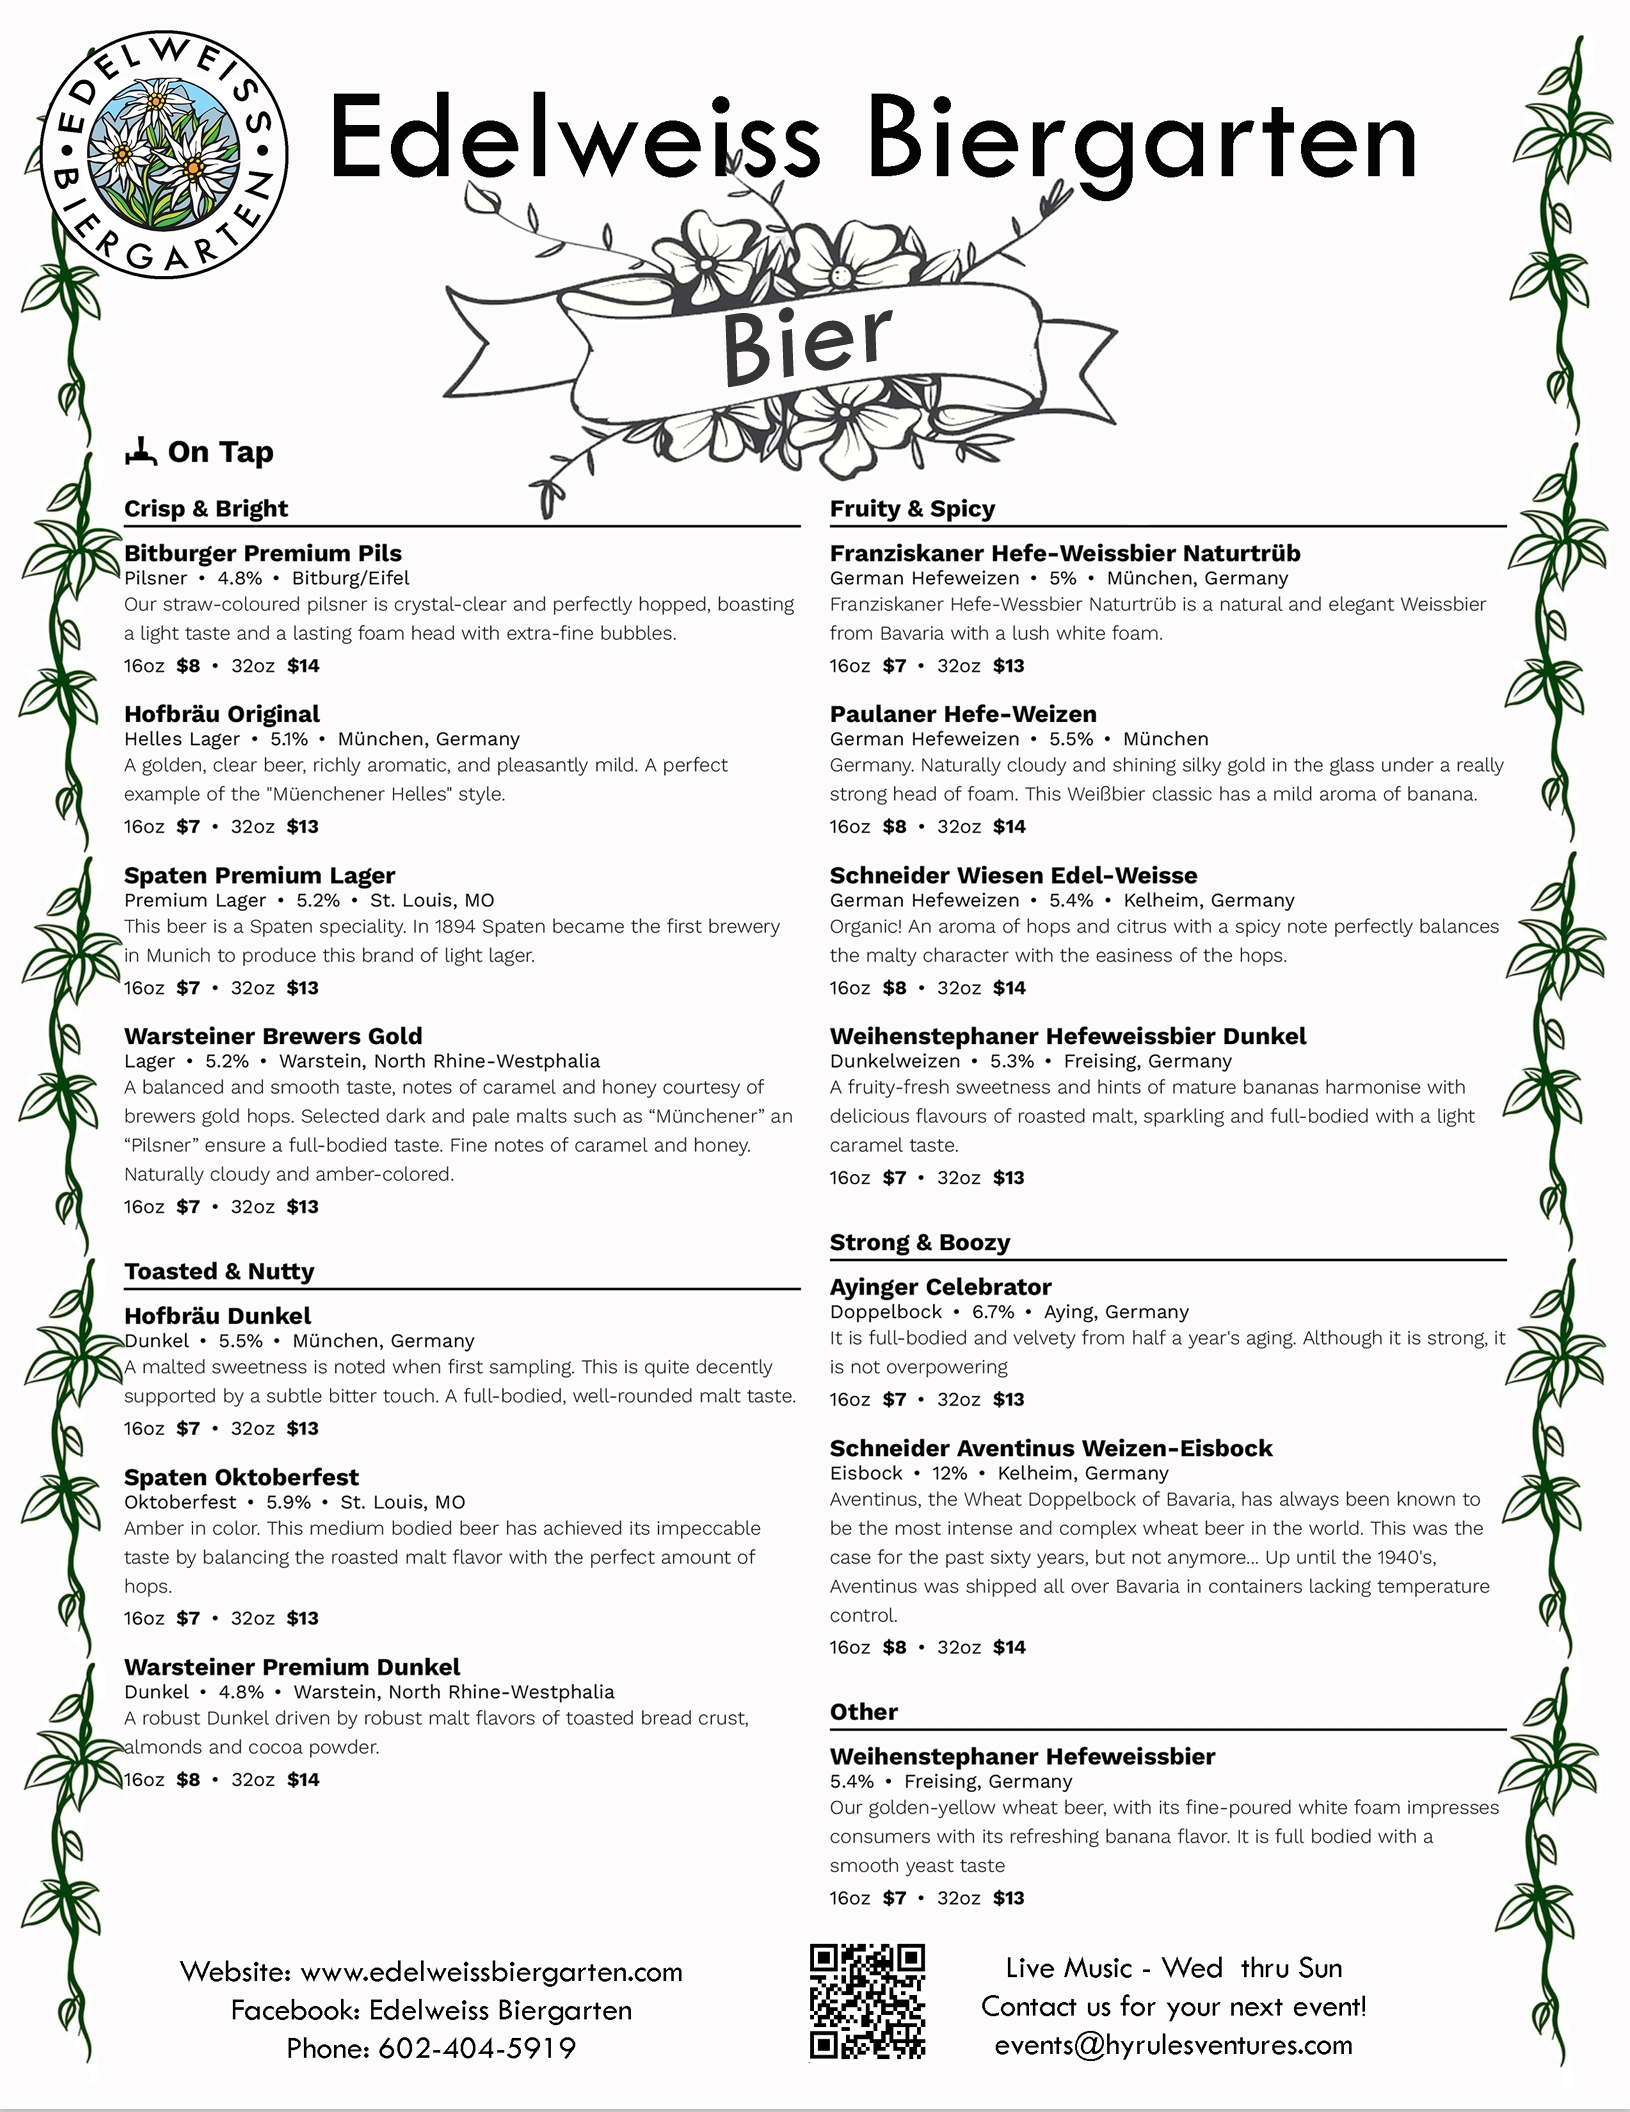 EDELWEISS
BIERGARTEN
Edelweiss Biergarten
Bier
On Tap
Crisp & Bright
Bitburger Premium Pils
Pilsner • 4.8% • Bitburg/Eifel
Our straw-coloured pilsner is crystal-clear and perfectly hopped, boasting
a light taste and a lasting foam head with extra-fine bubbles.
16oz $8 • 32oz $14
Hofbräu Original
Helles Lager • 5.1% • München, Germany
A golden, clear beer, richly aromatic, and pleasantly mild. A perfect
example of the "Müenchener Helles" style.
16oz $7 • 32oz $13
Spaten Premium Lager
Premium Lager • 5.2% • St. Louis, MO
This beer is a Spaten speciality. In 1894 Spaten became the first brewery
in Munich to produce this brand of light lager.
16oz $7 • 32oz $13
Warsteiner Brewers Gold
Lager • 5.2% • Warstein, North Rhine-Westphalia
A balanced and smooth taste, notes of caramel and honey courtesy of
brewers gold hops. Selected dark and pale malts such as “Münchener” an
“Pilsner” ensure a full-bodied taste. Fine notes of caramel and honey.
Naturally cloudy and amber-colored.
16oz $7 • 32oz $13
Toasted & Nutty
Hofbräu Dunkel
Dunkel • 5.5% • München, Germany
A malted sweetness is noted when first sampling. This is quite decently
supported by a subtle bitter touch. A full-bodied, well-rounded malt taste.
16oz $7 • 32oz $13
Spaten Oktoberfest
Oktoberfest • 5.9% • St. Louis, MO
Amber in color. This medium bodied beer has achieved its impeccable
taste by balancing the roasted malt flavor with the perfect amount of
hops.
16oz $7 • 32oz $13
Warsteiner Premium Dunkel
Dunkel • 4.8% • Warstein, North Rhine-Westphalia
A robust Dunkel driven by robust malt flavors of toasted bread crust,
almonds and cocoa powder.
16oz $8 • 32oz $14
Fruity & Spicy
Franziskaner Hefe-Weissbier Naturtrüb
German Hefeweizen • 5% • München, Germany
Franziskaner Hefe-Wessbier Naturtrüb is a natural and elegant Weissbier
from Bavaria with a lush white foam.
16oz $7 • 32oz $13
Paulaner Hefe-Weizen
German Hefeweizen • 5.5% • München
Germany. Naturally cloudy and shining silky gold in the glass under a really
strong head of foam. This Weißbier classic has a mild aroma of banana.
16oz $8 • 32oz $14
Schneider Wiesen Edel-Weisse
German Hefeweizen • 5.4% • Kelheim, Germany
Organic! An aroma of hops and citrus with a spicy note perfectly balances
the malty character with the easiness of the hops.
16oz $8 • 32oz $14
Weihenstephaner Hefeweissbier Dunkel
Dunkelweizen • 5.3% • Freising, Germany
A fruity-fresh sweetness and hints of mature bananas harmonise with
delicious flavours of roasted malt, sparkling and full-bodied with a light
caramel taste.
16oz $7 • 32oz $13
Strong & Boozy
Ayinger Celebrator
Doppelbock • 6.7% • Aying, Germany
It is full-bodied and velvety from half a year's aging. Although it is strong, it
is not overpowering
16oz $7 • 32oz $13
Schneider Aventinus Weizen-Eisbock
Eisbock • 12% • Kelheim, Germany
Aventinus, the Wheat Doppelbock of Bavaria, has always been known to
be the most intense and complex wheat beer in the world. This was the
case for the past sixty years, but not anymore... Up until the 1940's,
Aventinus was shipped all over Bavaria in containers lacking temperature
control.
16oz $8 • 32oz $14
Other
Weihenstephaner Hefeweissbier
5.4% • Freising, Germany
Our golden-yellow wheat beer, with its fine-poured white foam impresses
consumers with its refreshing banana flavor. It is full bodied with a
smooth yeast taste
16oz $7 • 32oz $13
Website: www.edelweissbiergarten.com
Facebook: Edelweiss Biergarten
Phone: 602-404-5919
Live Music - Wed thru Sun
Contact us for your next event!
events@hyrulesventures.com